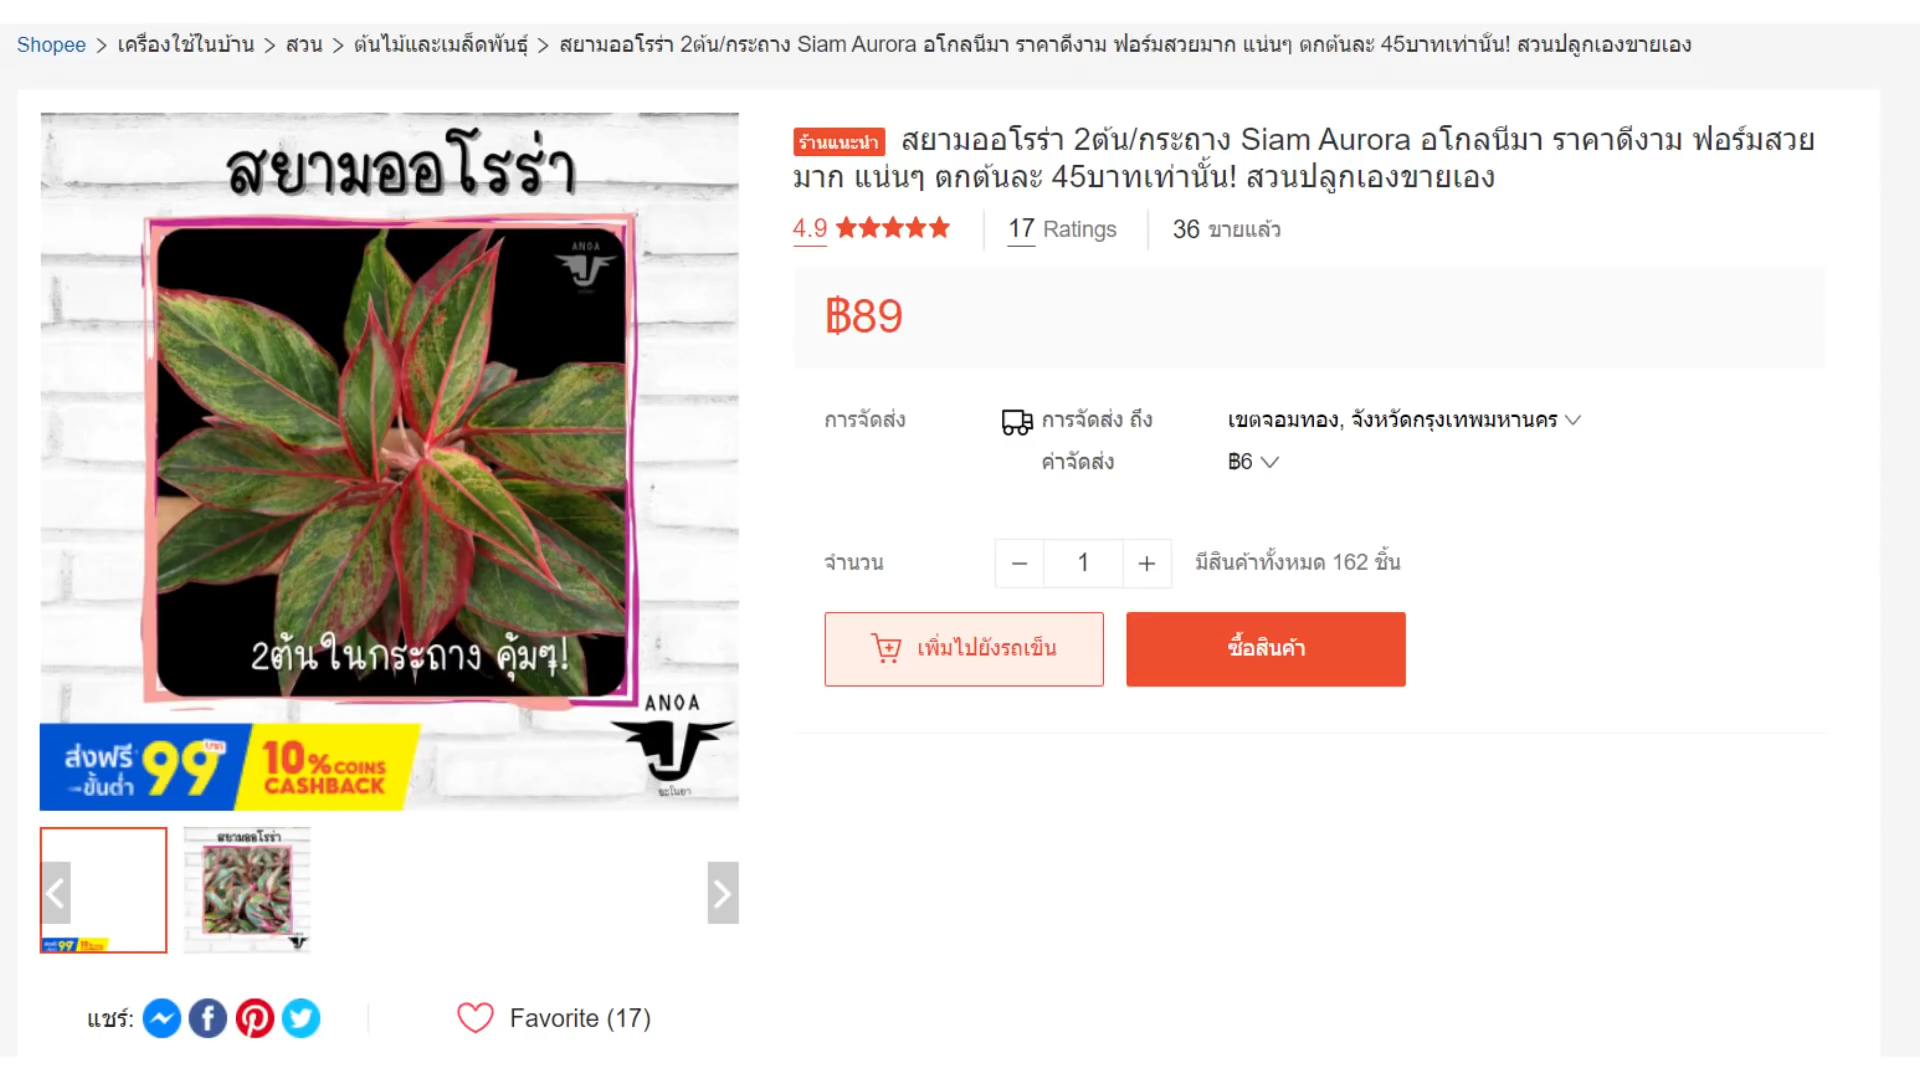 Shopee > เครื่องใช้ในบ้าน > สวน > ต้นไม้และเมล็ดพันธุ์ > สยามออโรร่า 2ต้น/กระถาง Siam Aurora อโกลนีมา ราคาดีงาม ฟอร์มสวยมาก แน่นๆ ตกต้นละ 45บาทเท่านั้น! สวนปลูกเองขายเอง
สยามออโรร่า
ANOA
2ต้นในกระถาง คุ้มๆ!
ANOA
อะโนอา
ส่งฟรี ขั้นต่ำ 99 บาท
10% COINS CASHBACK
สยามออโรร่า
แชร์:
Favorite (17)
ร้านแนะนำ สยามออโรร่า 2ต้น/กระถาง Siam Aurora อโกลนีมา ราคาดีงาม ฟอร์มสวย
มาก แน่นๆ ตกต้นละ 45บาทเท่านั้น! สวนปลูกเองขายเอง
4.9 17 Ratings 36 ขายแล้ว
฿89
การจัดส่ง การจัดส่ง ถึง เขตจอมทอง, จังหวัดกรุงเทพมหานคร
ค่าจัดส่ง ฿6
จำนวน 1 มีสินค้าทั้งหมด 162 ชิ้น
เพิ่มไปยังรถเข็น ซื้อสินค้า